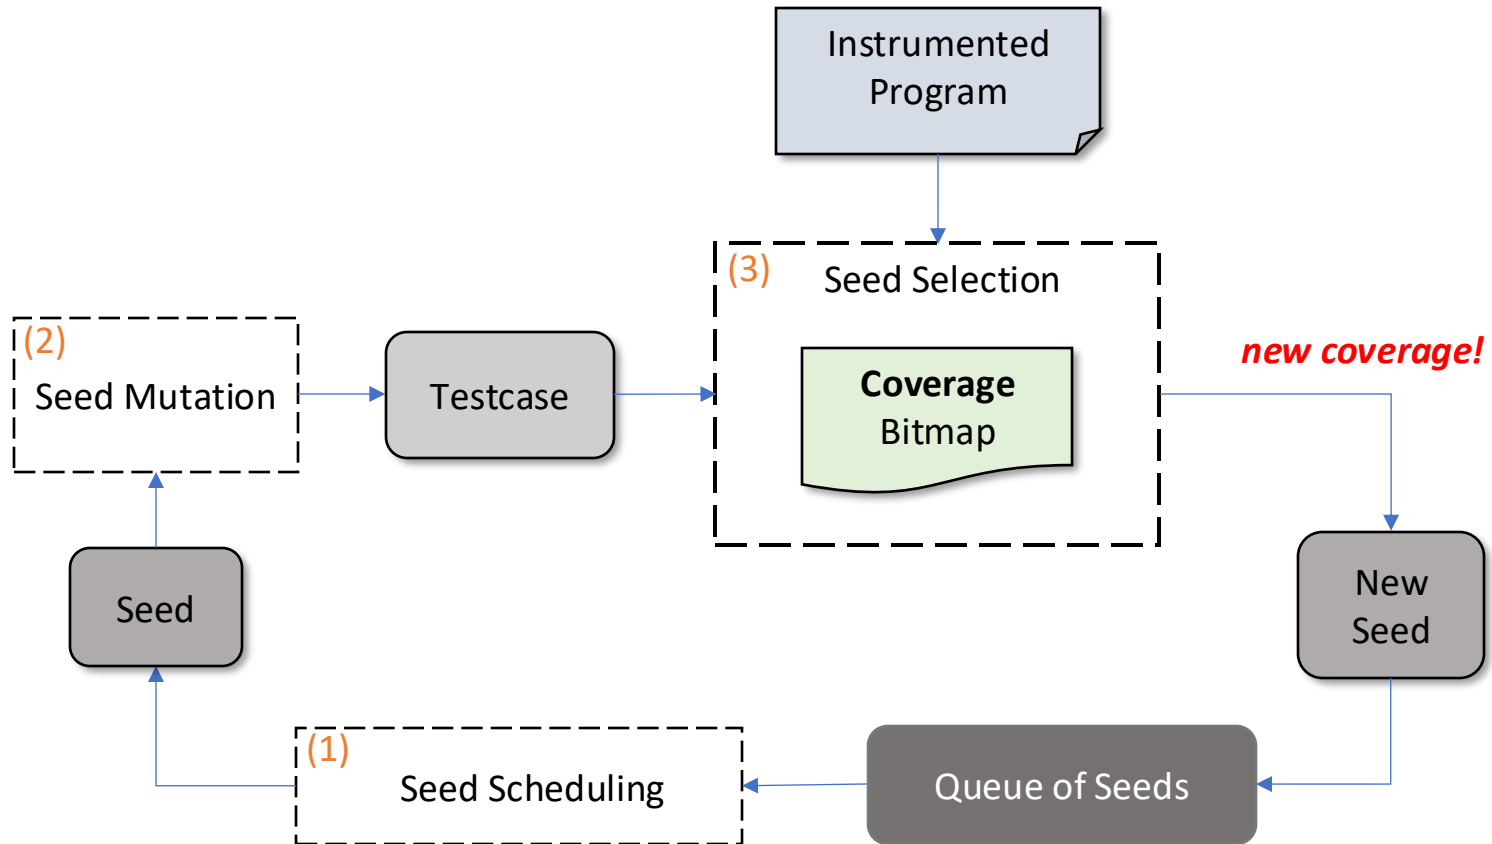 Instrumented
Program
(3)
Seed Selection
Coverage
Bitmap
new coverage!
(2)
Seed Mutation
Testcase
Seed
New
Seed
(1)
Seed Scheduling
Queue of Seeds